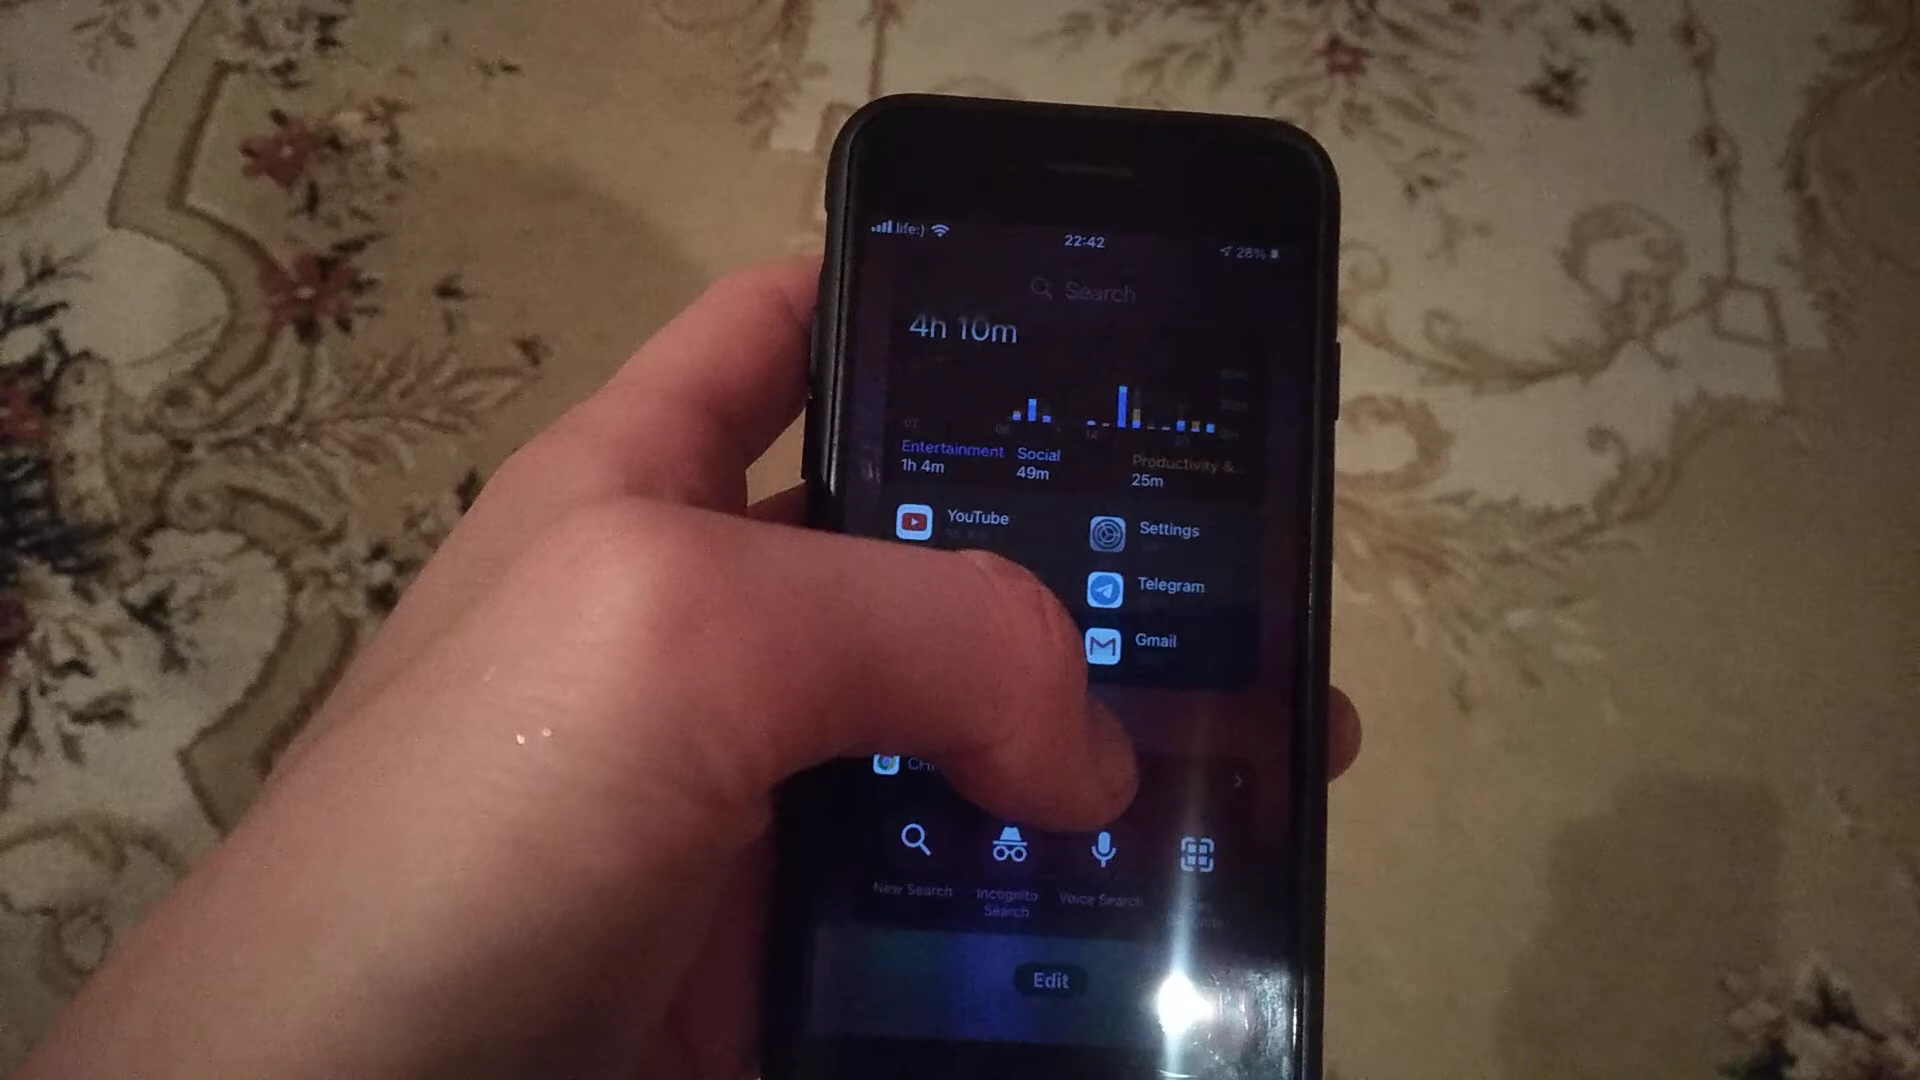 life:)
22:42
28%
Search
4h 10m
Entertainment
1h 4m
Social
49m
Productivity &...
25m
YouTube
Settings
Telegram
Gmail
New Search
Incognito
Search
Voice Search
Edit